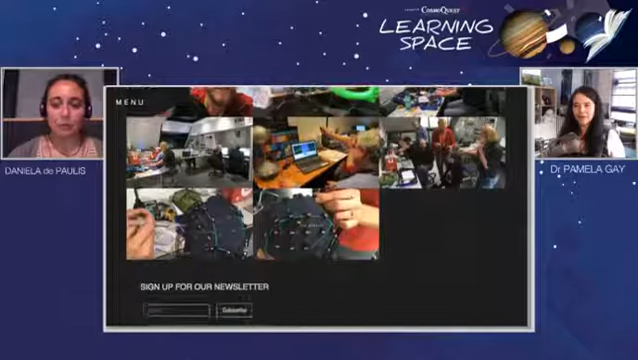 CosmoQuest
LEARNING
SPACE
MENU
DANIELA de PAULIS
Dr PAMELA GAY
SIGN UP FOR OUR NEWSLETTER
Subscribe